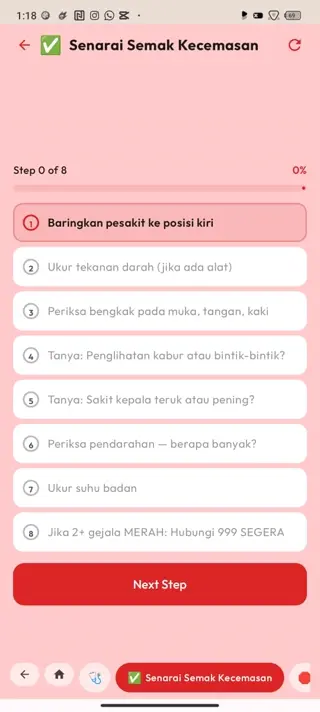 1:18
69
Senarai Semak Kecemasan
Step 0 of 8
0%
1 Baringkan pesakit ke posisi kiri
2 Ukur tekanan darah (jika ada alat)
3 Periksa bengkak pada muka, tangan, kaki
4 Tanya: Penglihatan kabur atau bintik-bintik?
5 Tanya: Sakit kepala teruk atau pening?
6 Periksa pendarahan — berapa banyak?
7 Ukur suhu badan
8 Jika 2+ gejala MERAH: Hubungi 999 SEGERA
Next Step
Senarai Semak Kecemasan